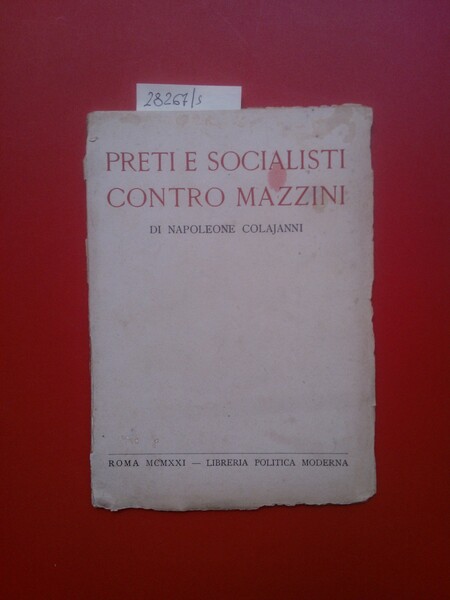 28267/s
PRETI E SOCIALISTI
CONTRO MAZZINI
DI NAPOLEONE COLAJANNI
ROMA MCMXXI — LIBRERIA POLITICA MODERNA